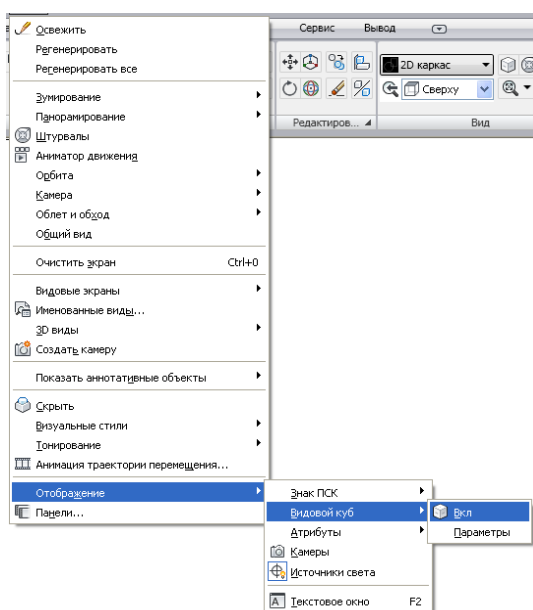 Сервис Вывод
2D каркас
Сверху
Редактиров... Вид
Освежить
Регенерировать
Регенерировать все
Зумирование
Панорамирование
Штурвалы
Аниматор движения
Орбита
Камера
Облет и обход
Общий вид
Очистить экран Ctrl+0
Видовые экраны
Именованные виды...
3D виды
Создать камеру
Показать аннотативные объекты
Скрыть
Визуальные стили
Тонирование
Анимация траектории перемещения...
Отображение
Панели...
Знак ПСК
Видовой куб
Атрибуты
Камеры
Источники света
Текстовое окно F2
Вкл
Параметры